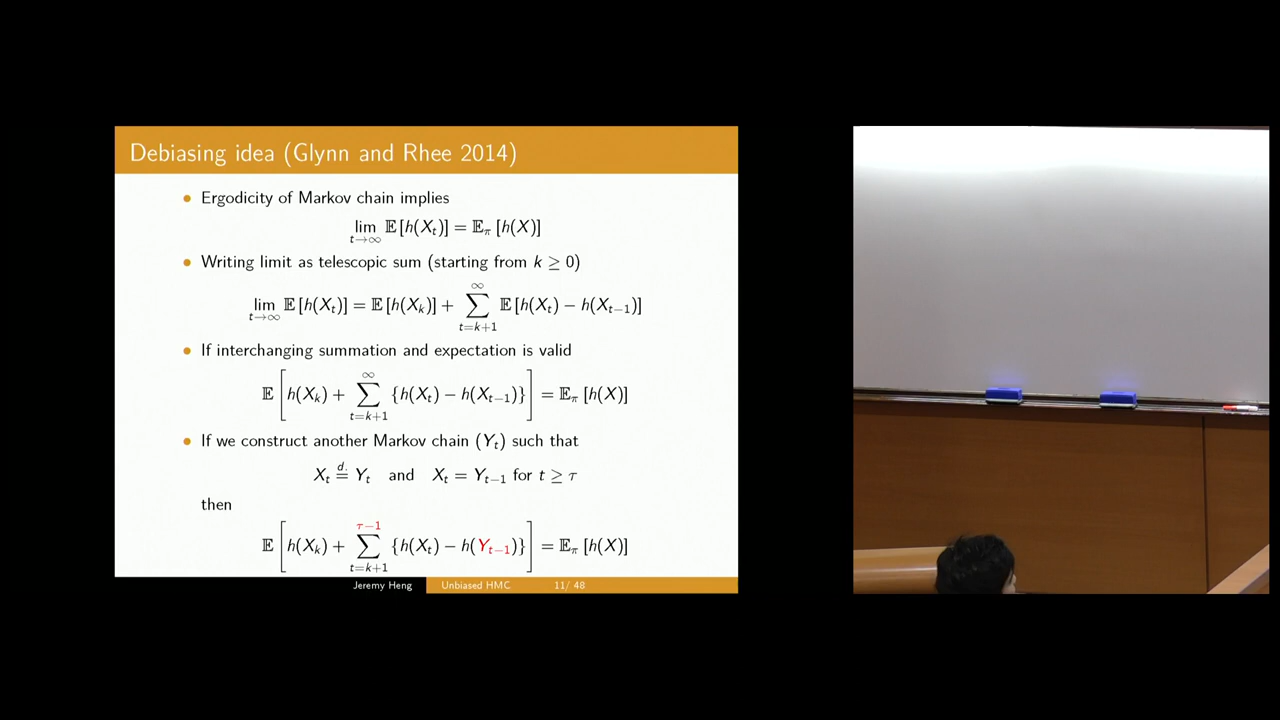 Debiasing idea (Glynn and Rhee 2014)
• Ergodicity of Markov chain implies
lim_{t→∞} 𝔼[h(X_t)] = 𝔼_π[h(X)]
• Writing limit as telescopic sum (starting from k ≥ 0)
lim_{t→∞} 𝔼[h(X_t)] = 𝔼[h(X_k)] + ∑_{t=k+1}^{∞} 𝔼[h(X_t) − h(X_{t−1})]
• If interchanging summation and expectation is valid
𝔼[h(X_k) + ∑_{t=k+1}^{∞} {h(X_t) − h(X_{t−1})}] = 𝔼_π[h(X)]
• If we construct another Markov chain (Y_t) such that
X_t \stackrel{d.}{=} Y_t and X_t = Y_{t−1} for t ≥ τ
then
𝔼[h(X_k) + ∑_{t=k+1}^{τ−1} {h(X_t) − h(Y_{t−1})}] = 𝔼_π[h(X)]
Jeremy Heng Unbiased HMC 11/ 48